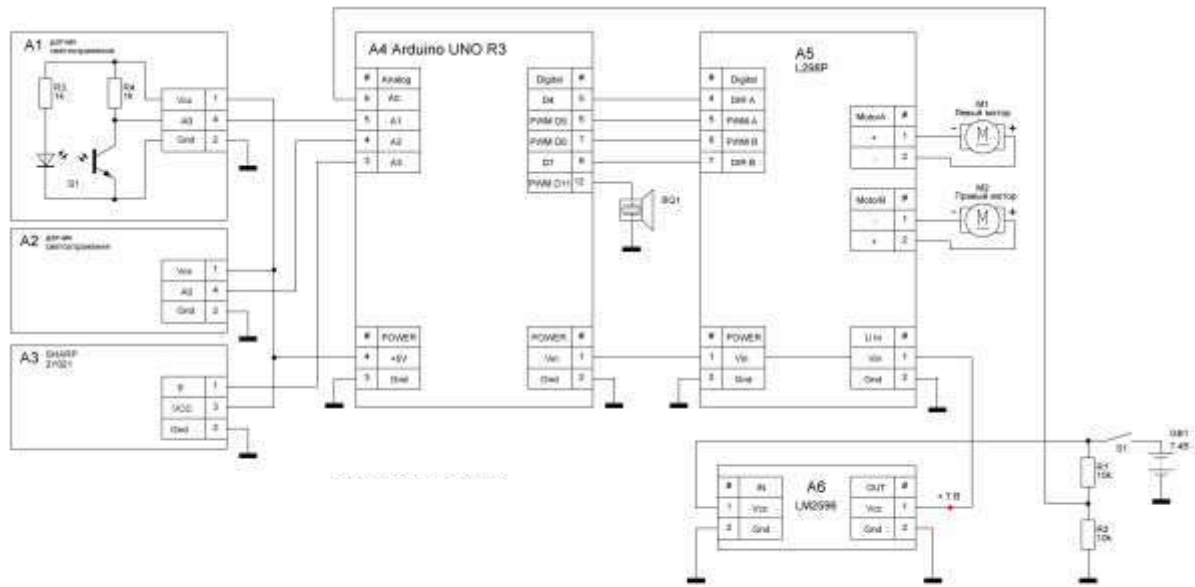 A1 датчик
светоотражения
R3
1k
R4
1k
Q1
Vcc 1
A0 4
Gnd 2
A2 датчик
светоотражения
Vcc 1
A0 4
Gnd 2
A3 SHARP
2Y021
1
VCC 3
Gnd 2
A4 Arduino UNO R3
# Analog
6 A0
5 A1
4 A2
3 A3
Digital #
D4 5
PWM D5 6
PWM D6 7
D7 8
PWM D11 12
BQ1
# POWER
4 +5V
3 Gnd
POWER #
Vin 1
Gnd 2
A5
L298P
# Digital
4 DIR A
5 PWM A
6 PWM B
7 DIR B
MotorA #
+ 1
- 2
MotorB #
- 1
+ 2
M1
Левый мотор
- M +
M2
Правый мотор
- M +
# POWER
1 Vin
2 Gnd
U In #
Vin 1
Gnd 2
A6
LM2596
# IN
1 Vcc
2 Gnd
OUT #
Vcc 1
Gnd 2
+ 7 В
S1
GB1
7.4В
R1
10k
R2
10k